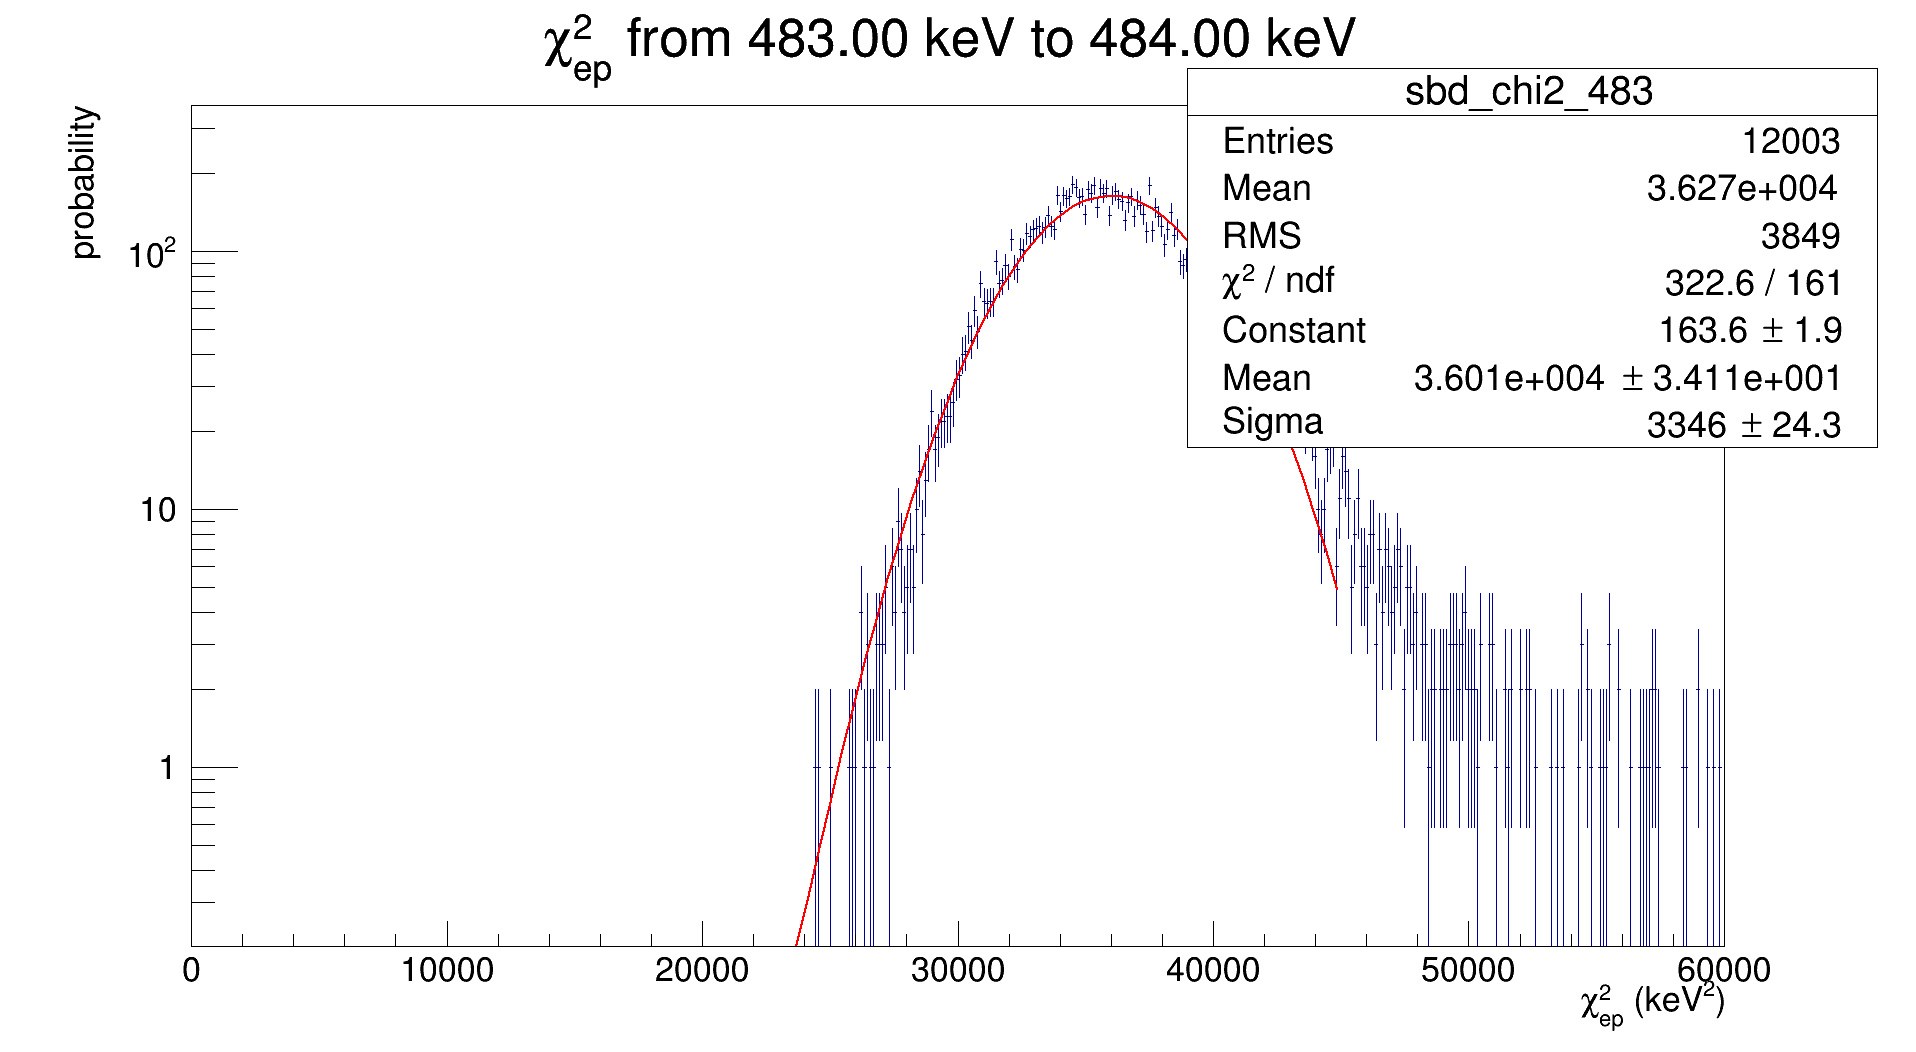 χ²ep from 483.00 keV to 484.00 keV
sbd_chi2_483
Entries 12003
Mean 3.627e+004
RMS 3849
χ² / ndf 322.6 / 161
Constant 163.6 ± 1.9
Mean 3.601e+004 ± 3.411e+001
Sigma 3346 ± 24.3
probability
10²
10
1
0 10000 20000 30000 40000 50000 60000
χ²ep (keV²)